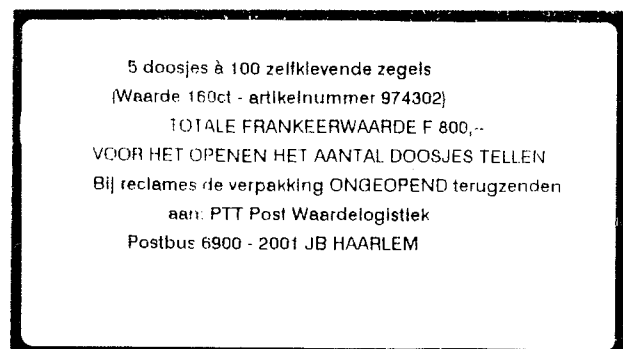 5 doosjes à 100 zelfklevende zegels
(Waarde 160ct - artikelnummer 974302)
TOTALE FRANKEERWAARDE F 800,--
VOOR HET OPENEN HET AANTAL DOOSJES TELLEN
Bij reclames de verpakking ONGEOPEND terugzenden
aan: PTT Post Waardelogistiek
Postbus 6900 - 2001 JB HAARLEM